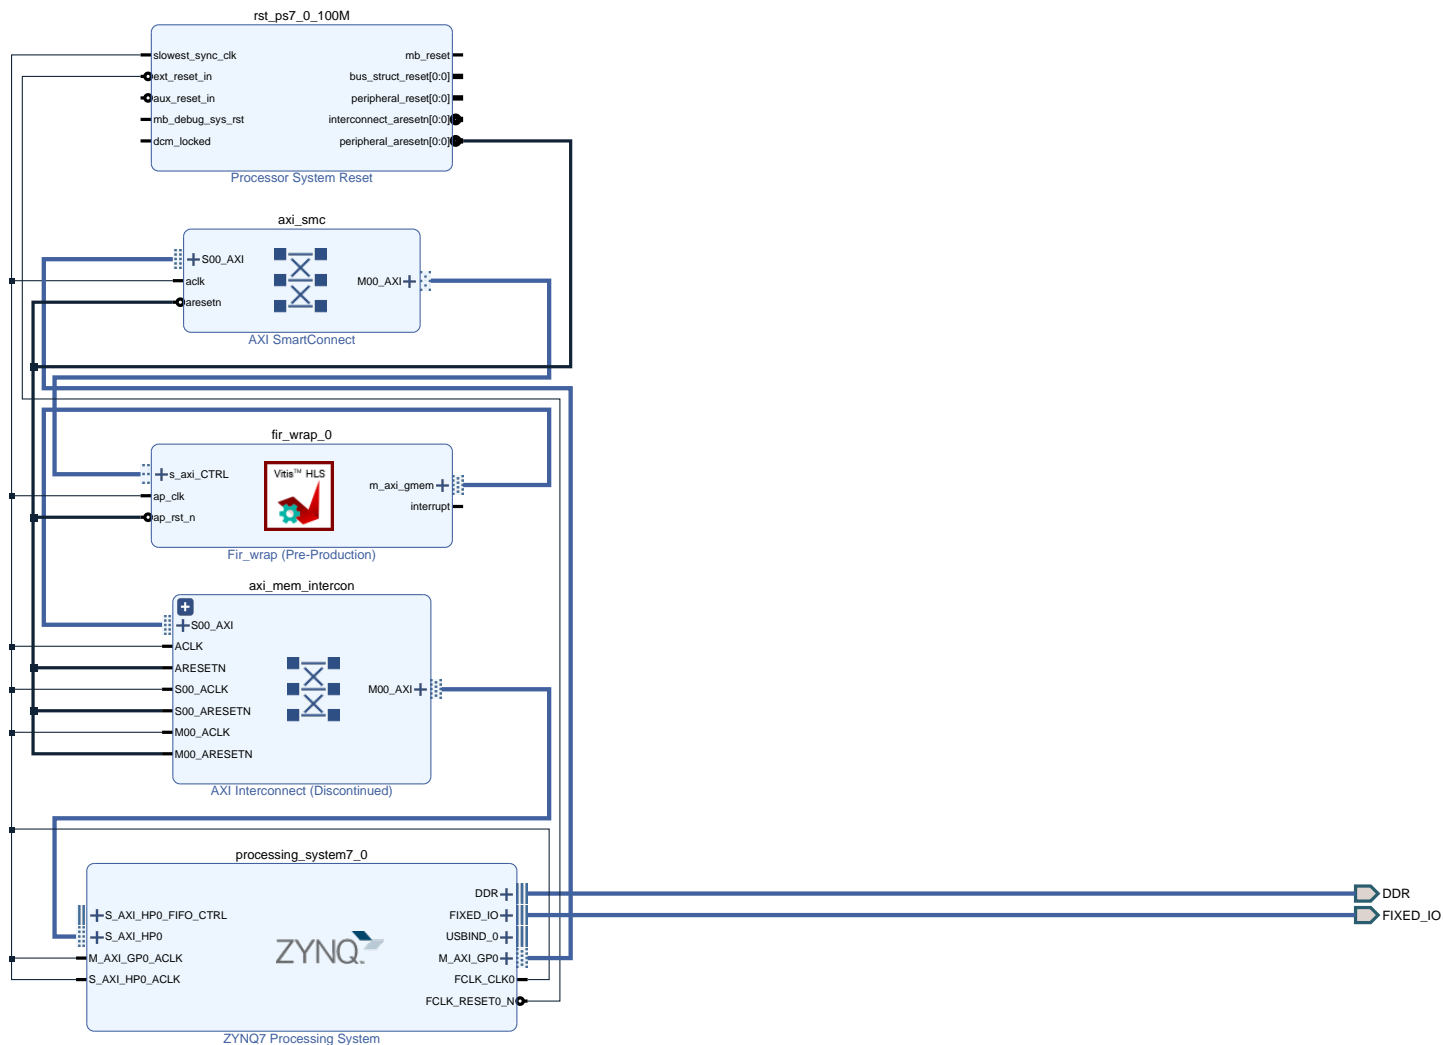 rst_ps7_0_100M
slowest_sync_clk mb_reset
ext_reset_in bus_struct_reset[0:0]
aux_reset_in peripheral_reset[0:0]
mb_debug_sys_rst interconnect_aresetn[0:0]
dcm_locked peripheral_aresetn[0:0]
Processor System Reset
axi_smc
S00_AXI
aclk M00_AXI
aresetn
AXI SmartConnect
fir_wrap_0
Vitis™ HLS
s_axi_CTRL
m_axi_gmem
ap_clk
interrupt
ap_rst_n
Fir_wrap (Pre-Production)
axi_mem_intercon
S00_AXI
ACLK
ARESETN
S00_ACLK M00_AXI
S00_ARESETN
M00_ACLK
M00_ARESETN
AXI Interconnect (Discontinued)
processing_system7_0
DDR DDR
S_AXI_HP0_FIFO_CTRL FIXED_IO FIXED_IO
S_AXI_HP0 USBIND_0
ZYNQ
M_AXI_GP0_ACLK M_AXI_GP0
S_AXI_HP0_ACLK FCLK_CLK0
FCLK_RESET0_N
ZYNQ7 Processing System